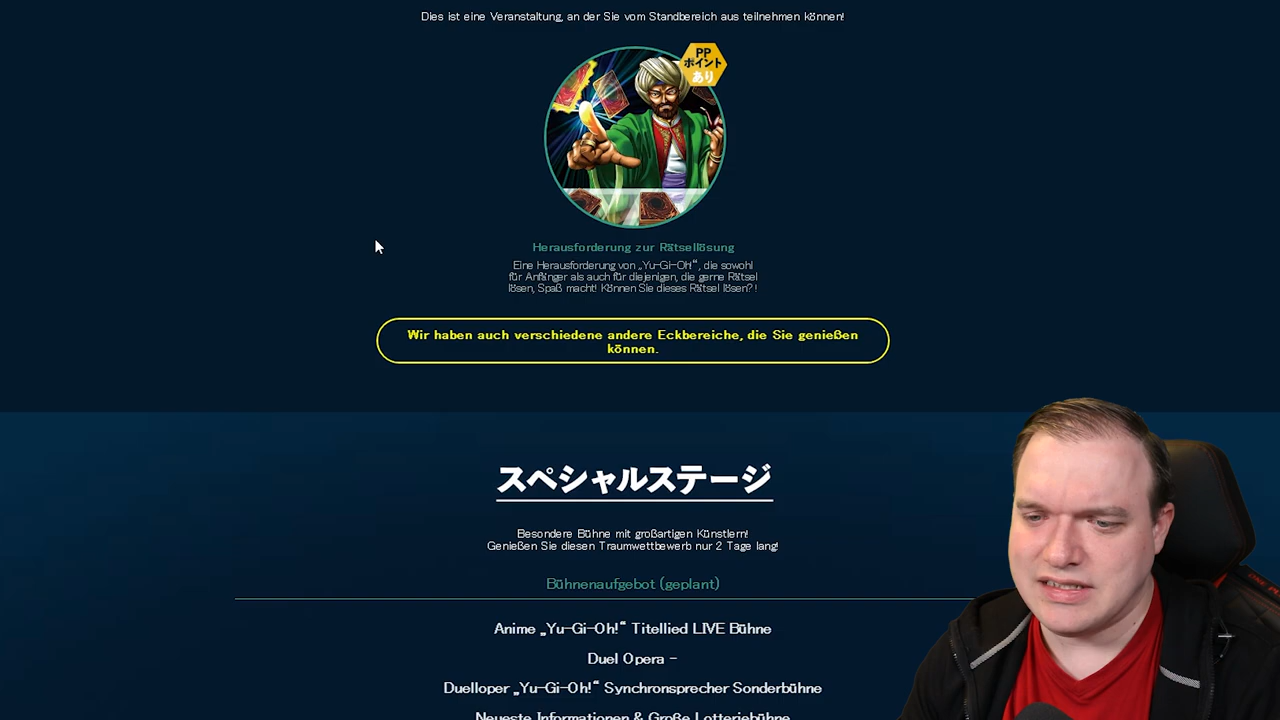 Dies ist eine Veranstaltung, an der Sie vom Standbereich aus teilnehmen können!
PP
ポイント
あり
Herausforderung zur Rätsellösung
Eine Herausforderung von „Yu-Gi-Oh!“, die sowohl
für Anfänger als auch für diejenigen, die gerne Rätsel
lösen, Spaß macht! Können Sie dieses Rätsel lösen? !
Wir haben auch verschiedene andere Eckbereiche, die Sie genießen
können.
スペシャルステージ
Besondere Bühne mit großartigen Künstlern!
Genießen Sie diesen Traumwettbewerb nur 2 Tage lang!
Bühnenaufgebot (geplant)
Anime „Yu-Gi-Oh!“ Titellied LIVE Bühne
Duel Opera -
Duelloper „Yu-Gi-Oh!“ Synchronsprecher Sonderbühne
Neueste Informationen & Große Lotteriebühne